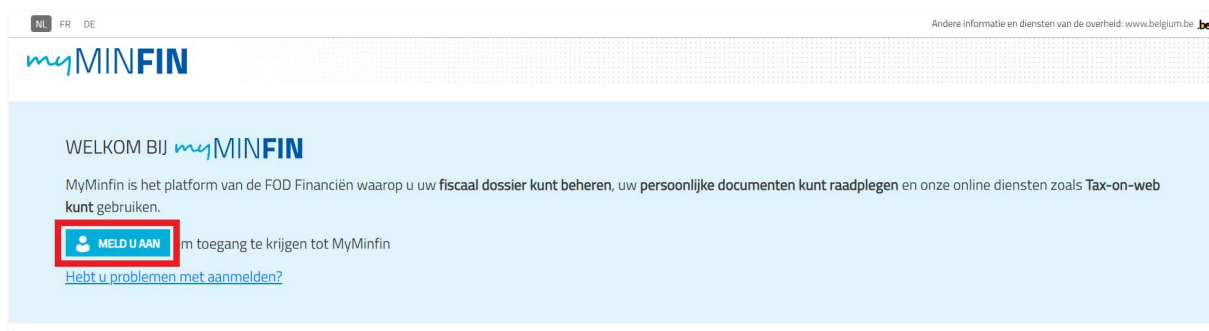 NL FR DE
Andere informatie en diensten van de overheid: www.belgium.be .be
myMINFIN
WELKOM BIJ myMINFIN
MyMinfin is het platform van de FOD Financiën waarop u uw fiscaal dossier kunt beheren, uw persoonlijke documenten kunt raadplegen en onze online diensten zoals Tax-on-web
kunt gebruiken.
MELD U AAN m toegang te krijgen tot MyMinfin
Hebt u problemen met aanmelden?